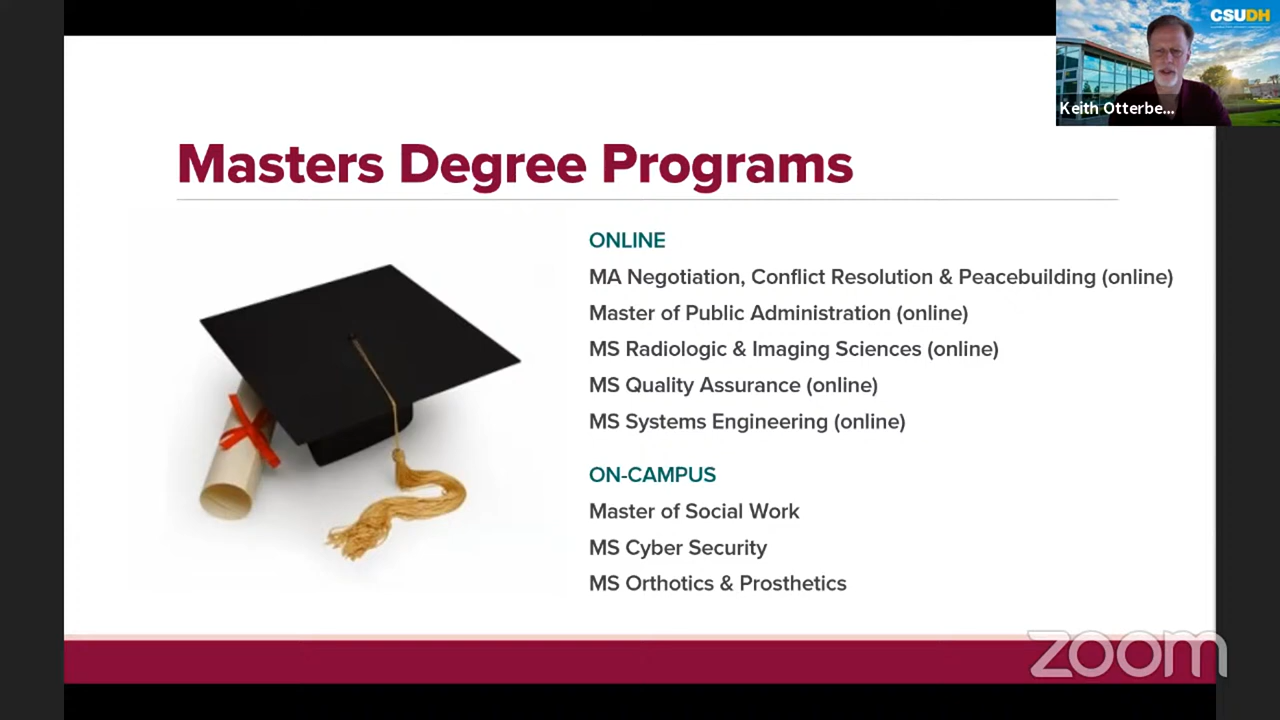 CSUDH
Keith Otterbe...
Masters Degree Programs
ONLINE
MA Negotiation, Conflict Resolution & Peacebuilding (online)
Master of Public Administration (online)
MS Radiologic & Imaging Sciences (online)
MS Quality Assurance (online)
MS Systems Engineering (online)
ON-CAMPUS
Master of Social Work
MS Cyber Security
MS Orthotics & Prosthetics
zoom